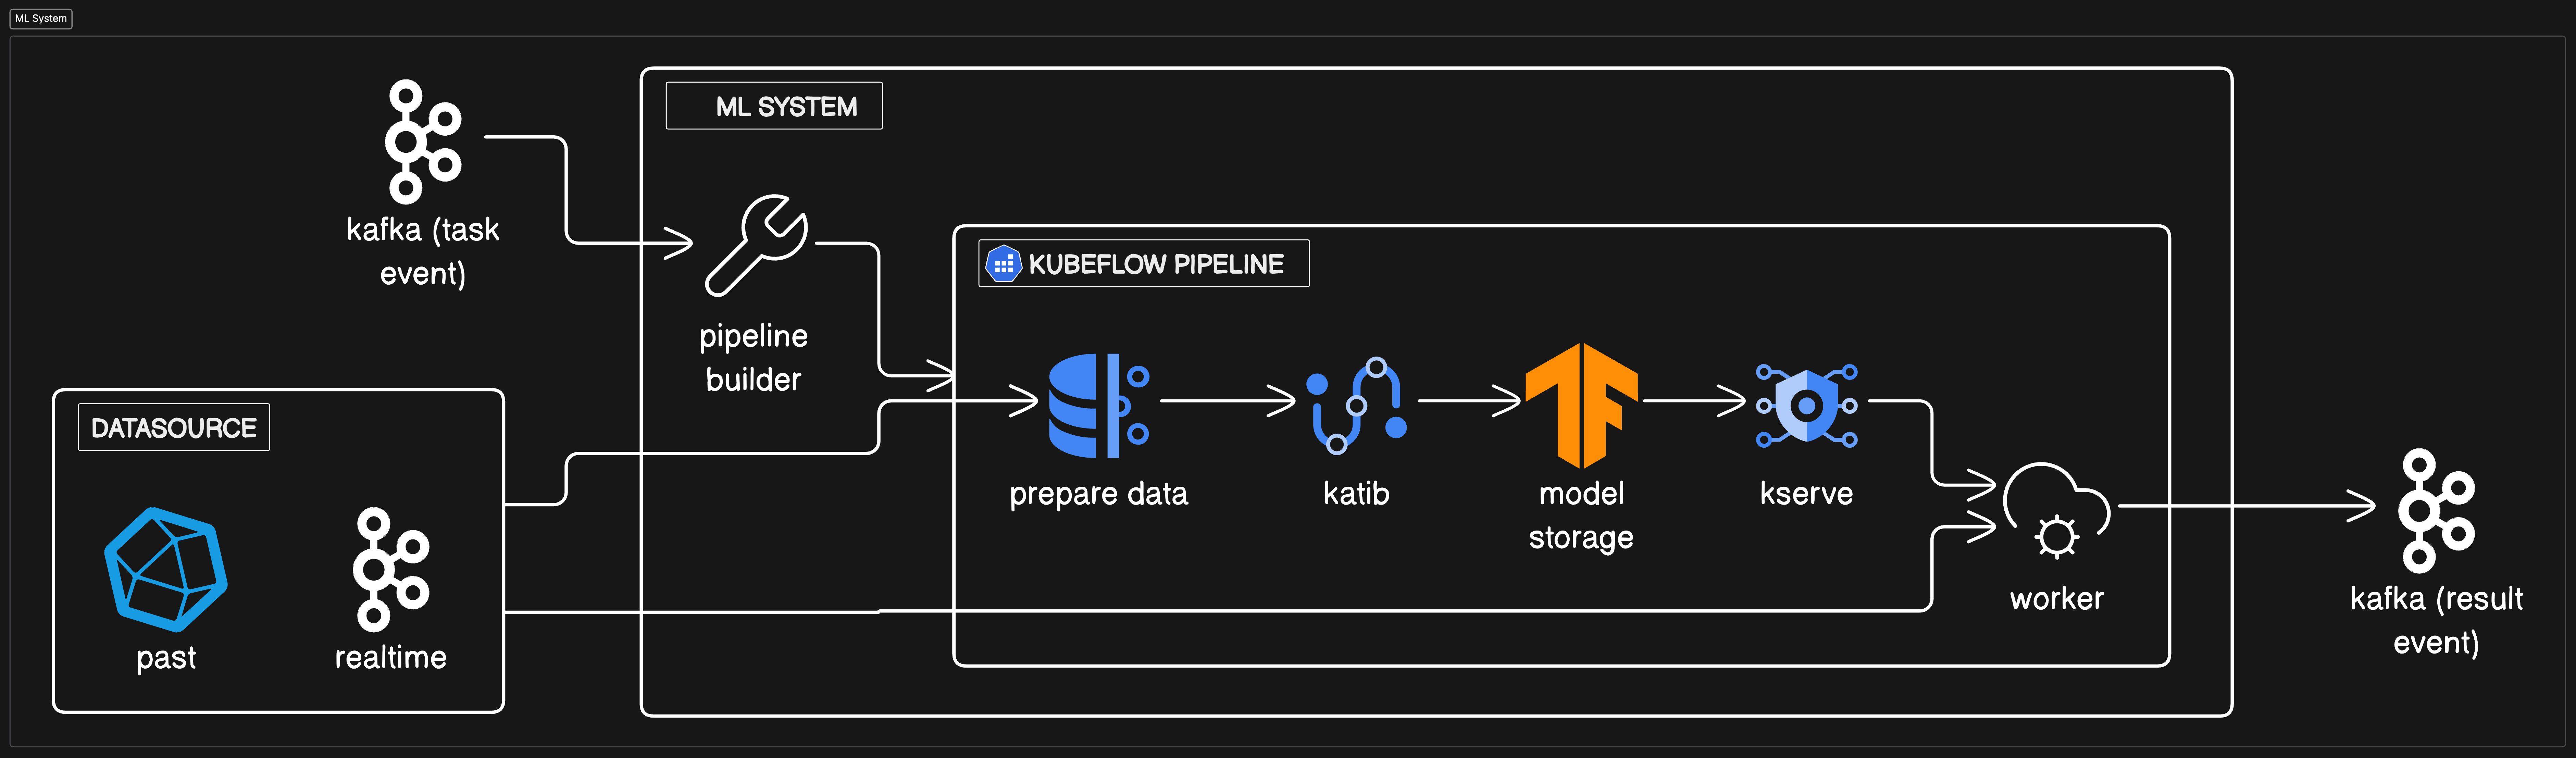 ML System
ML SYSTEM
kafka (task
event)
pipeline
builder
KUBEFLOW PIPELINE
DATASOURCE
past
realtime
prepare data
katib
model
storage
kserve
worker
kafka (result
event)